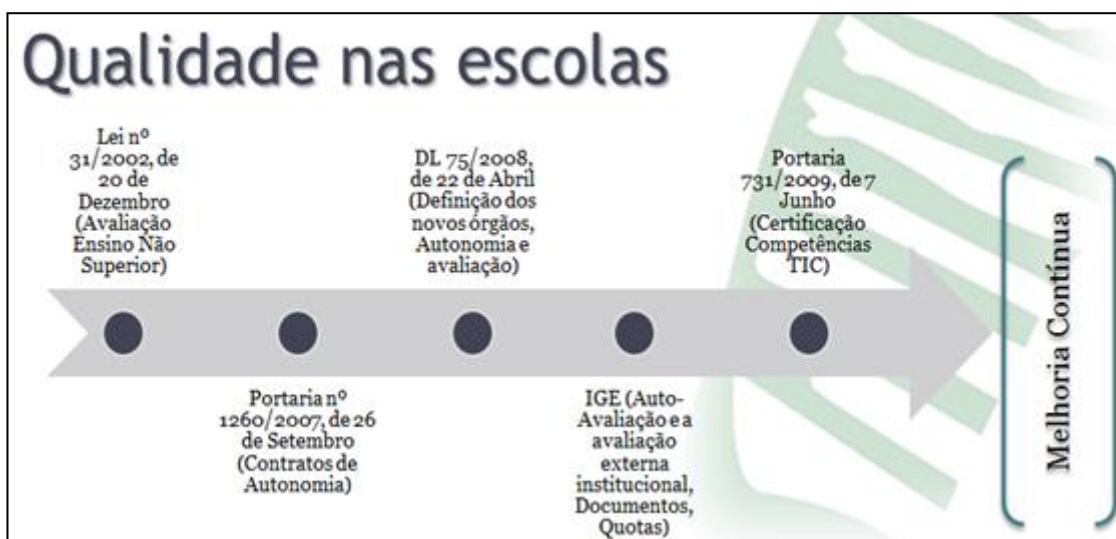 Qualidade nas escolas
Lei nº
31/2002, de
20 de
Dezembro
(Avaliação
Ensino Não
Superior)
Portaria nº
1260/2007, de 26
de Setembro
(Contratos de
Autonomia)
DL 75/2008,
de 22 de Abril
(Definição dos
novos órgãos,
Autonomia e
avaliação)
IGE (Auto-
Avaliação e a
avaliação
externa
institucional,
Documentos,
Quotas)
Portaria
731/2009, de 7
Junho
(Certificação
Competências
TIC)
Melhoria Contínua